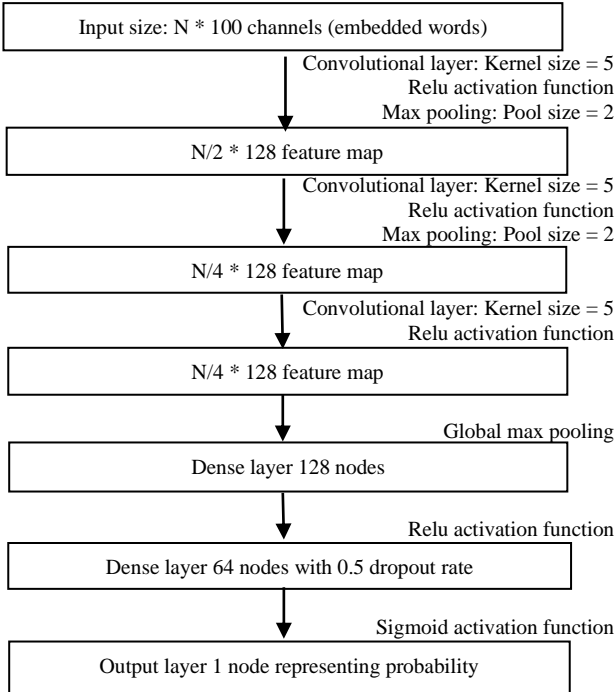 Input size: N * 100 channels (embedded words)
Convolutional layer: Kernel size = 5
Relu activation function
Max pooling: Pool size = 2
N/2 * 128 feature map
Convolutional layer: Kernel size = 5
Relu activation function
Max pooling: Pool size = 2
N/4 * 128 feature map
Convolutional layer: Kernel size = 5
Relu activation function
N/4 * 128 feature map
Global max pooling
Dense layer 128 nodes
Relu activation function
Dense layer 64 nodes with 0.5 dropout rate
Sigmoid activation function
Output layer 1 node representing probability